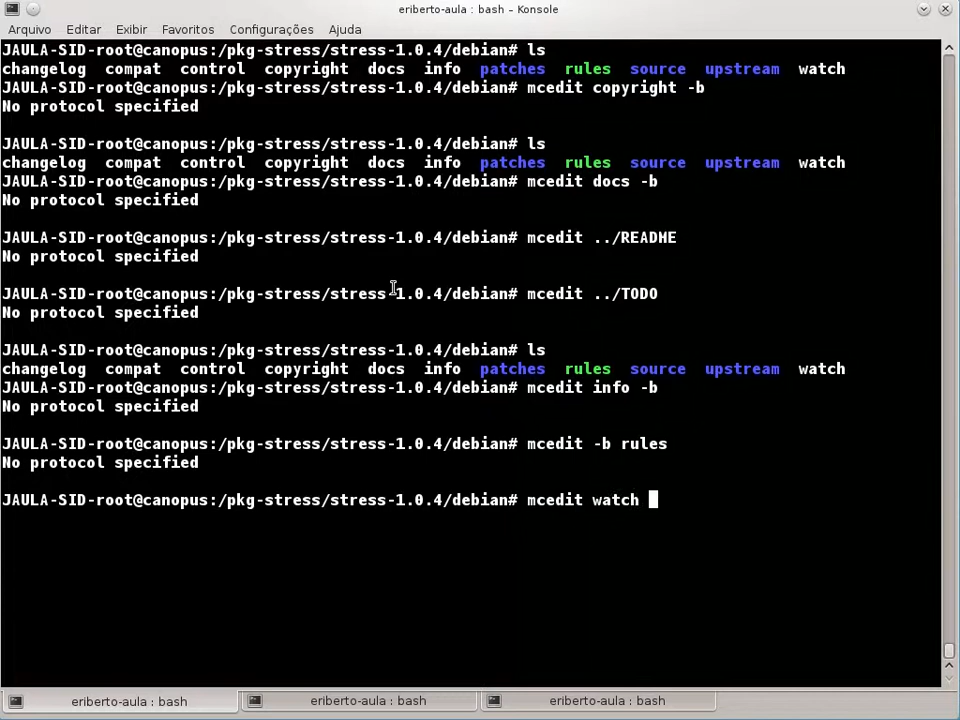 eriberto-aula : bash – Konsole
Arquivo Editar Exibir Favoritos Configurações Ajuda
JAULA-SID-root@canopus:/pkg-stress/stress-1.0.4/debian# ls
changelog compat control copyright docs info patches rules source upstream watch
JAULA-SID-root@canopus:/pkg-stress/stress-1.0.4/debian# mcedit copyright -b
No protocol specified
JAULA-SID-root@canopus:/pkg-stress/stress-1.0.4/debian# ls
changelog compat control copyright docs info patches rules source upstream watch
JAULA-SID-root@canopus:/pkg-stress/stress-1.0.4/debian# mcedit docs -b
No protocol specified
JAULA-SID-root@canopus:/pkg-stress/stress-1.0.4/debian# mcedit ../README
No protocol specified
JAULA-SID-root@canopus:/pkg-stress/stress-1.0.4/debian# mcedit ../TODO
No protocol specified
JAULA-SID-root@canopus:/pkg-stress/stress-1.0.4/debian# ls
changelog compat control copyright docs info patches rules source upstream watch
JAULA-SID-root@canopus:/pkg-stress/stress-1.0.4/debian# mcedit info -b
No protocol specified
JAULA-SID-root@canopus:/pkg-stress/stress-1.0.4/debian# mcedit -b rules
No protocol specified
JAULA-SID-root@canopus:/pkg-stress/stress-1.0.4/debian# mcedit watch
eriberto-aula : bash eriberto-aula : bash eriberto-aula : bash